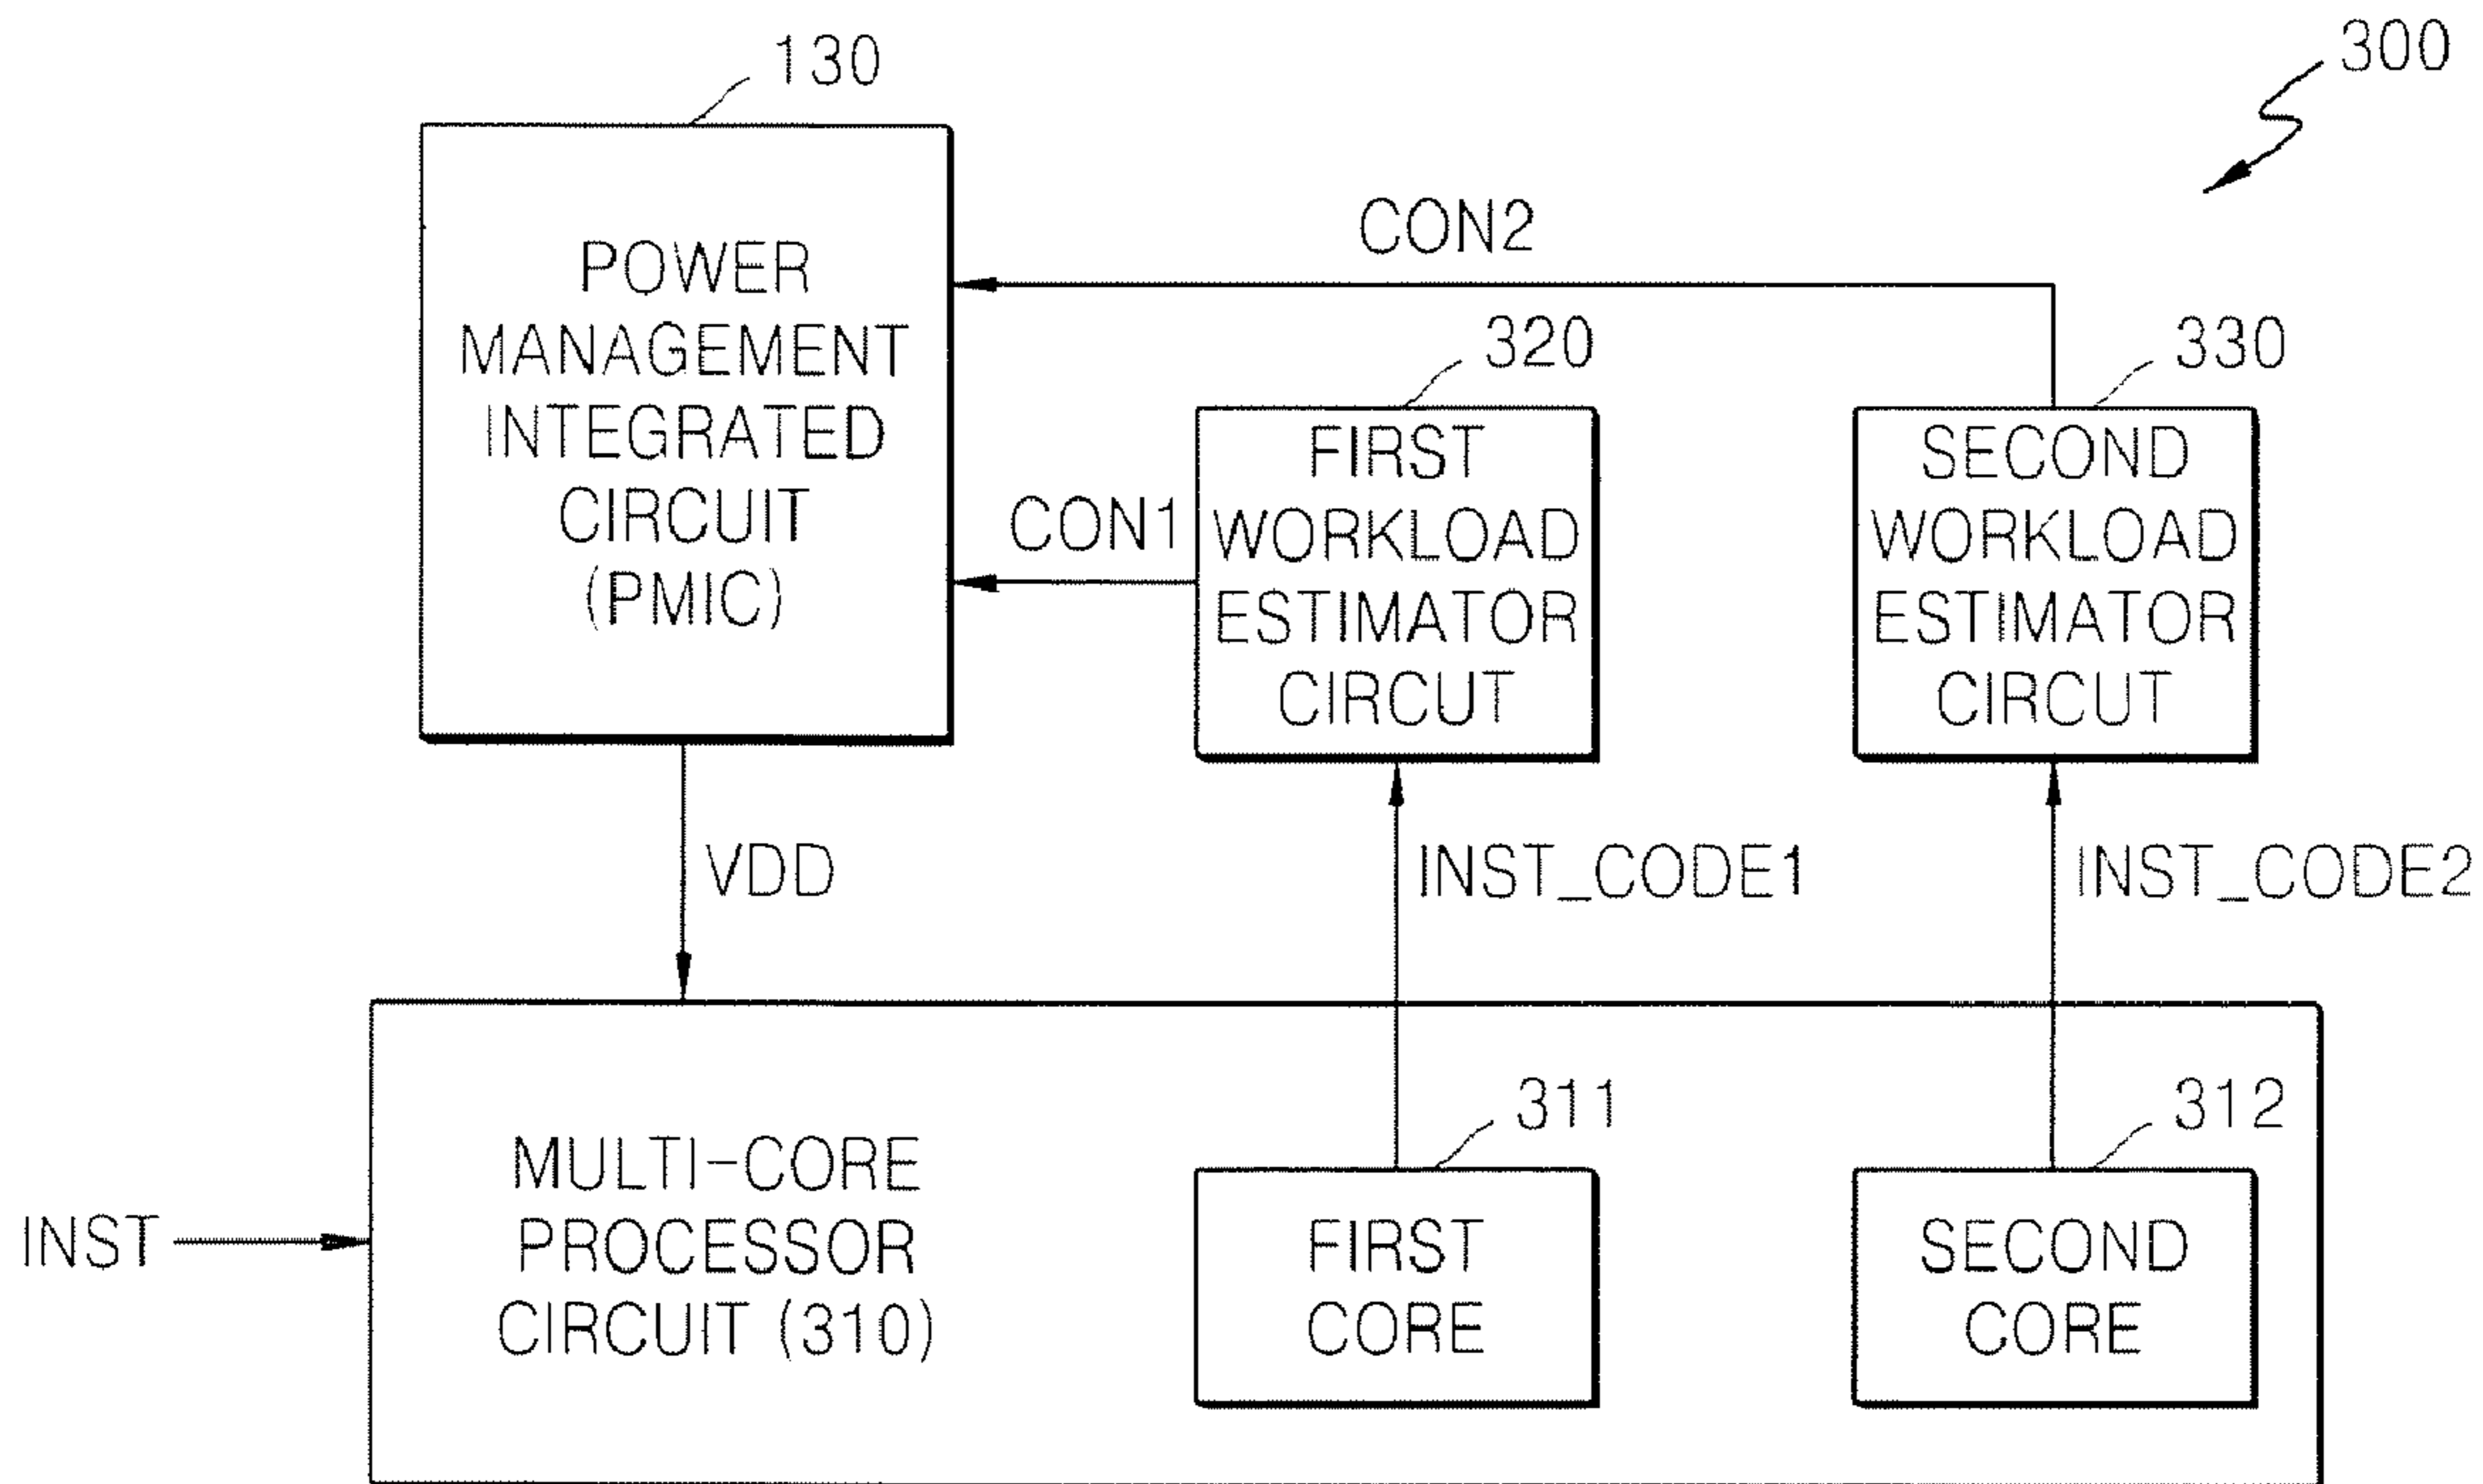 300
130
POWER
MANAGEMENT
INTEGRATED
CIRCUIT
(PMIC)
CON2
320
330
FIRST
WORKLOAD
ESTIMATOR
CIRCUT
SECOND
WORKLOAD
ESTIMATOR
CIRCUT
CON1
VDD
INST_CODE1
INST_CODE2
INST
MULTI-CORE
PROCESSOR
CIRCUIT (310)
311
FIRST
CORE
312
SECOND
CORE